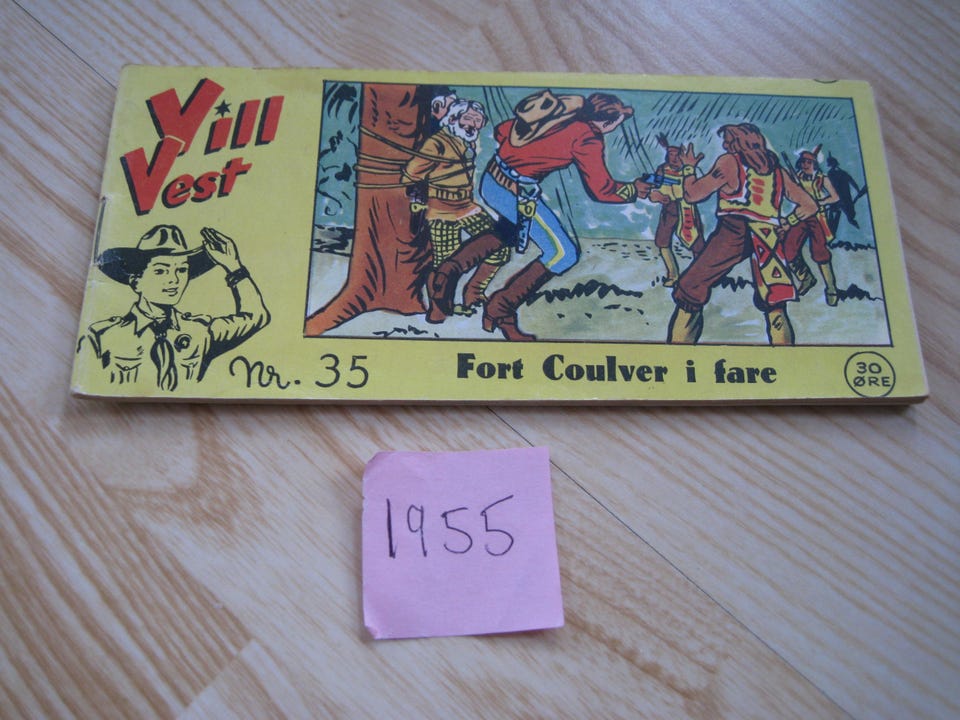 Vill
Vest
Nr. 35
Fort Coulver i fare
30
ØRE
1955